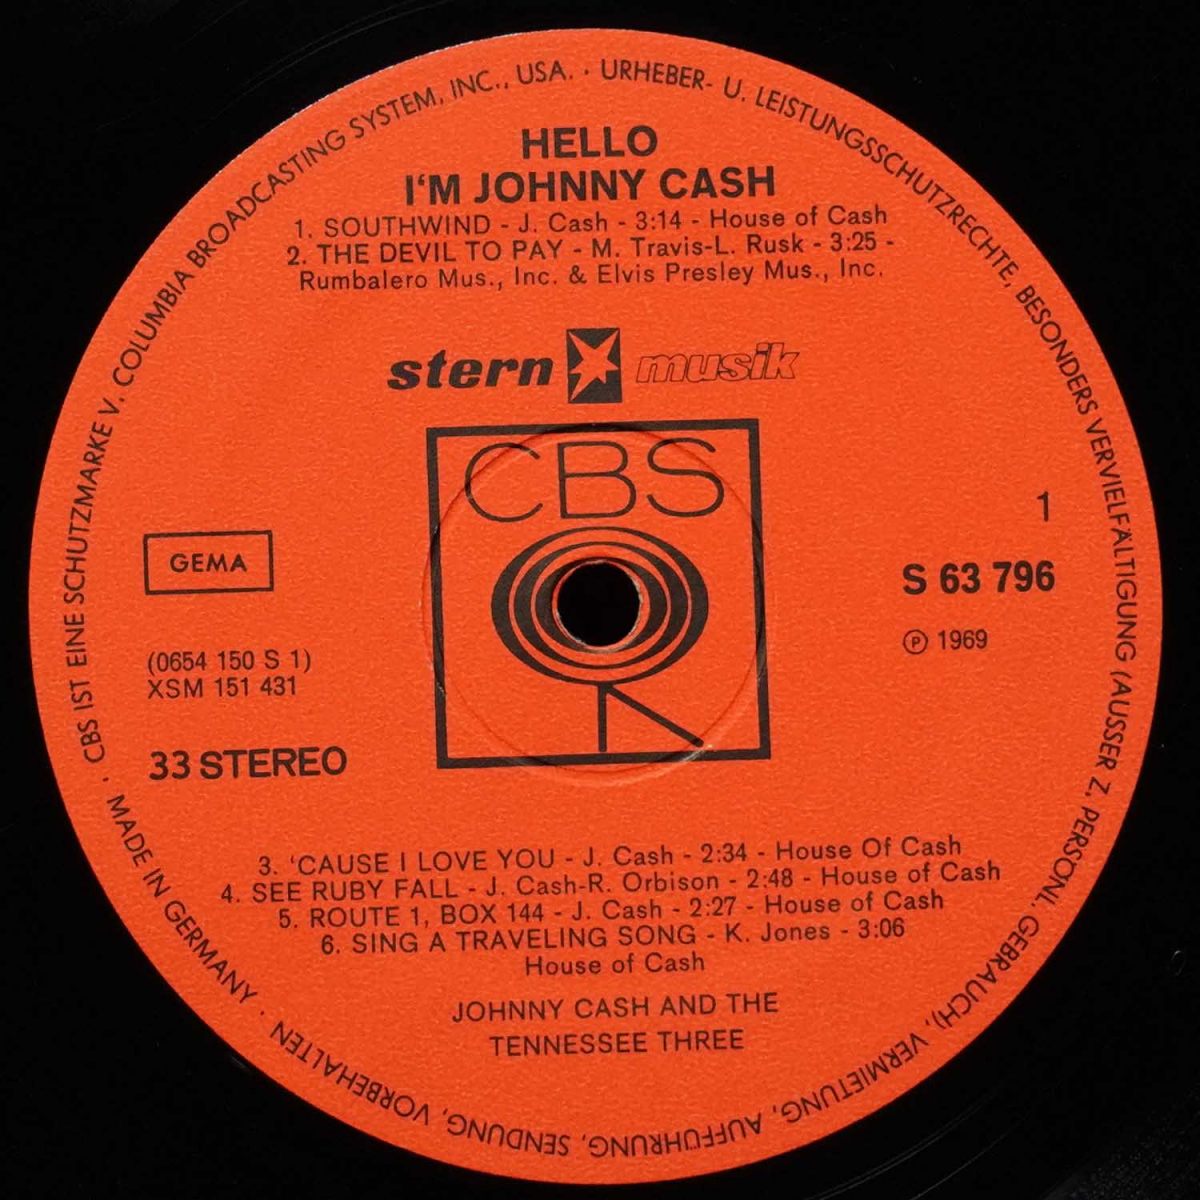 CBS IST EINE SCHUTZMARKE V. COLUMBIA BROADCASTING SYSTEM, INC., USA. · URHEBER- U. LEISTUNGSSCHUTZRECHTE, BESONDERS VERVIELFÄLTIGUNG (AUSSER Z. PERSÖNL. GEBRAUCH), VERMIETUNG, AUFFÜHRUNG, SENDUNG, VORBEHALTEN · MADE IN GERMANY ·
HELLO
I'M JOHNNY CASH
1. SOUTHWIND - J. Cash - 3:14 - House of Cash
2. THE DEVIL TO PAY - M. Travis-L. Rusk - 3:25 -
Rumbalero Mus., Inc. & Elvis Presley Mus., Inc.
stern musik
CBS
1
GEMA
S 63 796
℗ 1969
(0654 150 S 1)
XSM 151 431
33 STEREO
3. 'CAUSE I LOVE YOU - J. Cash - 2:34 - House Of Cash
4. SEE RUBY FALL - J. Cash-R. Orbison - 2:48 - House of Cash
5. ROUTE 1, BOX 144 - J. Cash - 2:27 - House of Cash
6. SING A TRAVELING SONG - K. Jones - 3:06
House of Cash
JOHNNY CASH AND THE
TENNESSEE THREE